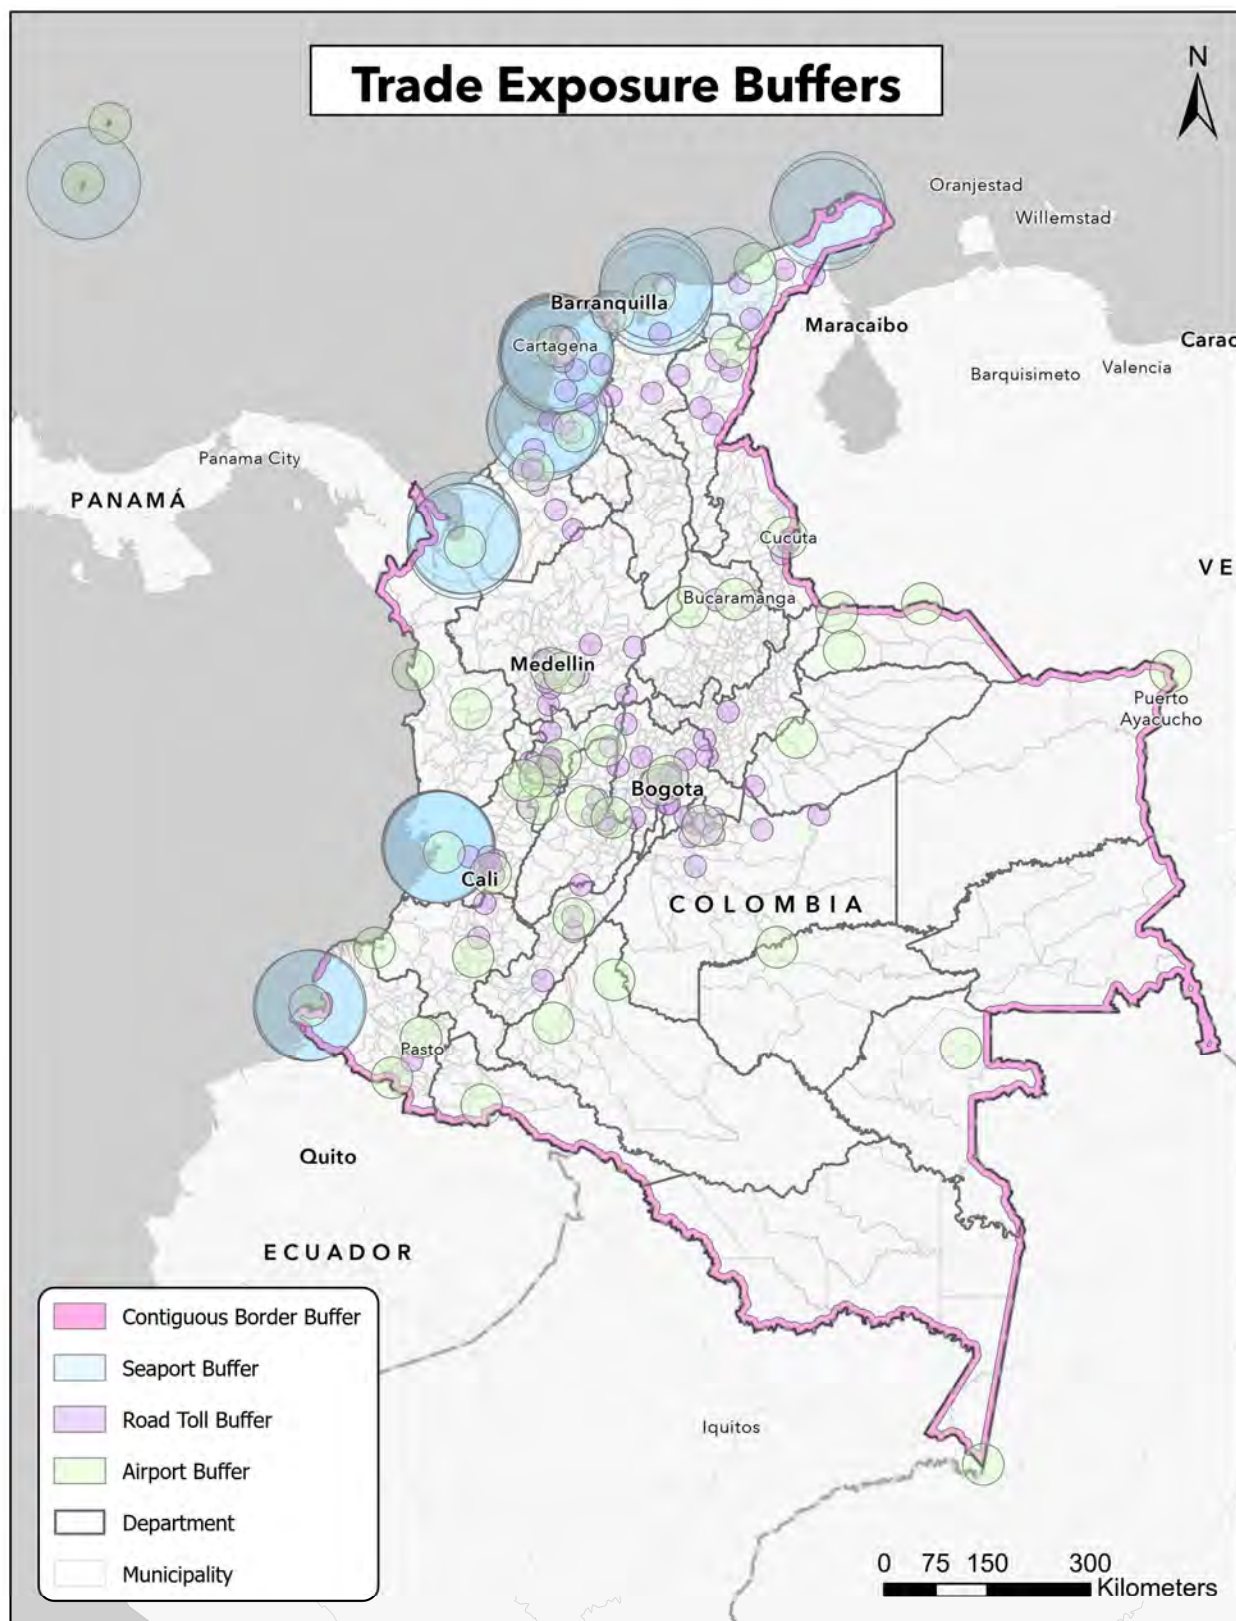 Trade Exposure Buffers
N
Oranjestad
Willemstad
Barranquilla
Maracaibo
Cartagena
Carac
Barquisimeto
Valencia
Panama City
PANAMÁ
Cucuta
VE
Bucaramanga
Medellin
Puerto
Ayacucho
Bogota
Cali
COLOMBIA
Pasto
Quito
ECUADOR
Iquitos
Contiguous Border Buffer
Seaport Buffer
Road Toll Buffer
Airport Buffer
Department
Municipality
0 75 150 300
Kilometers